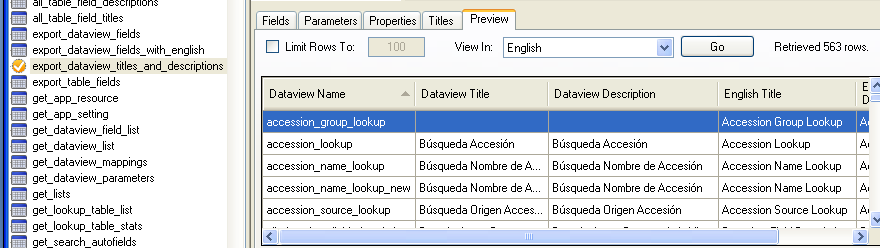 all_table_field_descriptions
all_table_field_titles
export_dataview_fields
export_dataview_fields_with_english
export_dataview_titles_and_descriptions
export_table_fields
get_app_resource
get_app_setting
get_dataview_field_list
get_dataview_list
get_dataview_mappings
get_dataview_parameters
get_lists
get_lookup_table_list
get_lookup_table_stats
get_search_autofields
Fields Parameters Properties Titles Preview
Limit Rows To: 100 View In: English Go Retrieved 563 rows.
Dataview Name Dataview Title Dataview Description English Title
accession_group_lookup Accession Group Lookup
accession_lookup Búsqueda Accesión Búsqueda Accesión Accession Lookup
accession_name_lookup Búsqueda Nombre de A... Búsqueda Nombre de A... Accession Name Lookup
accession_name_lookup_new Búsqueda Nombre de A... Búsqueda Nombre de A... Accession Name Lookup
accession_source_lookup Búsqueda Origen Acces... Búsqueda Origen Accesión Accession Source Lookup